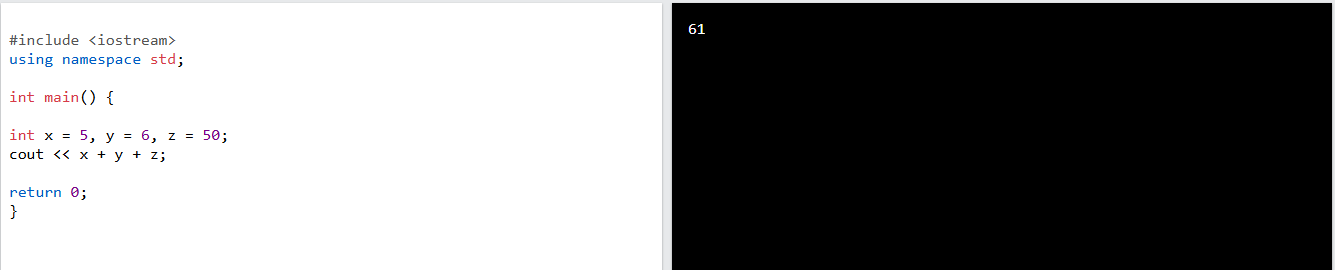 #include <iostream>
using namespace std;
int main() {
int x = 5, y = 6, z = 50;
cout << x + y + z;
return 0;
}
61